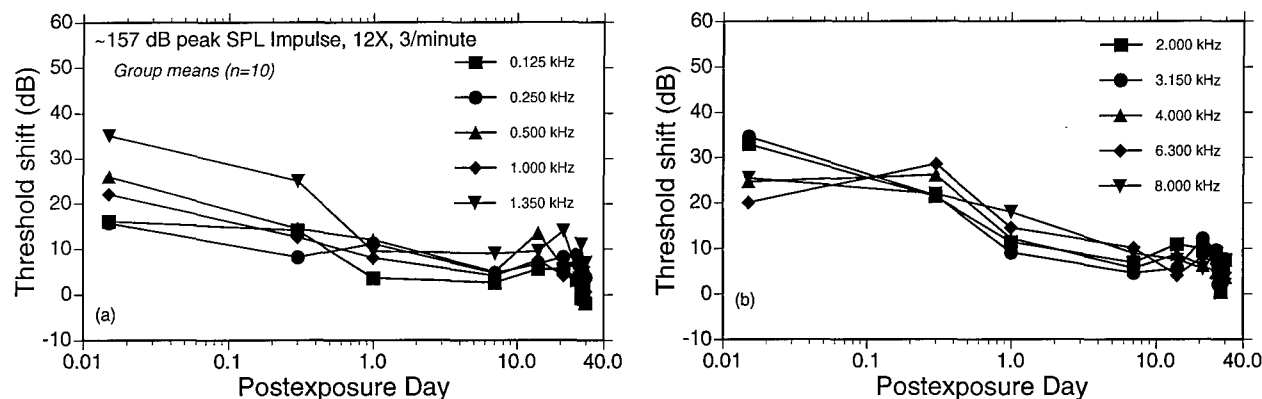 60
50
40
30
20
10
0
-10
Threshold shift (dB)
~157 dB peak SPL Impulse, 12X, 3/minute
Group means (n=10)
0.125 kHz
0.250 kHz
0.500 kHz
1.000 kHz
1.350 kHz
(a)
0.01
0.1
1.0
10.0
40.0
Postexposure Day
60
50
40
30
20
10
0
-10
Threshold shift (dB)
2.000 kHz
3.150 kHz
4.000 kHz
6.300 kHz
8.000 kHz
(b)
0.01
0.1
1.0
10.0
40.0
Postexposure Day